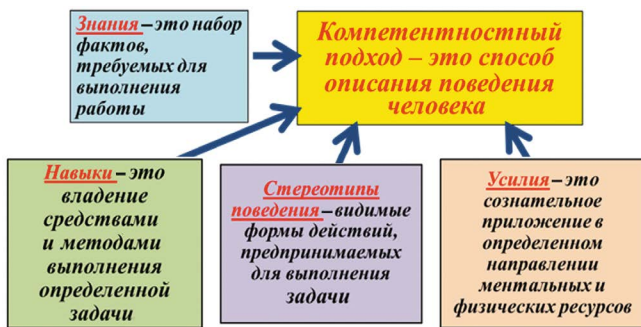 Знания – это набор
фактов,
требуемых для
выполнения
работы
Компетентностный
подход – это способ
описания поведения
человека
Навыки – это
владение
средствами
и методами
выполнения
определенной
задачи
Стереотипы
поведения – видимые
формы действий,
предпринимаемых
для выполнения
задачи
Усилия – это
сознательное
приложение в
определенном
направлении
ментальных и
физических ресурсов